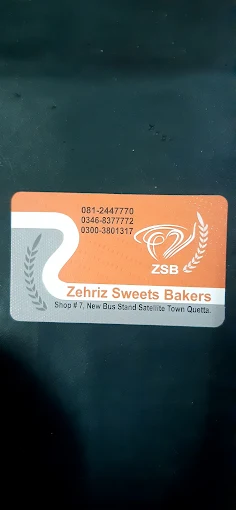 081-2447770
0346-8377772
0300-3801317
ZSB
Zehriz Sweets Bakers
Shop # 7, New Bus Stand Satellite Town Quetta.